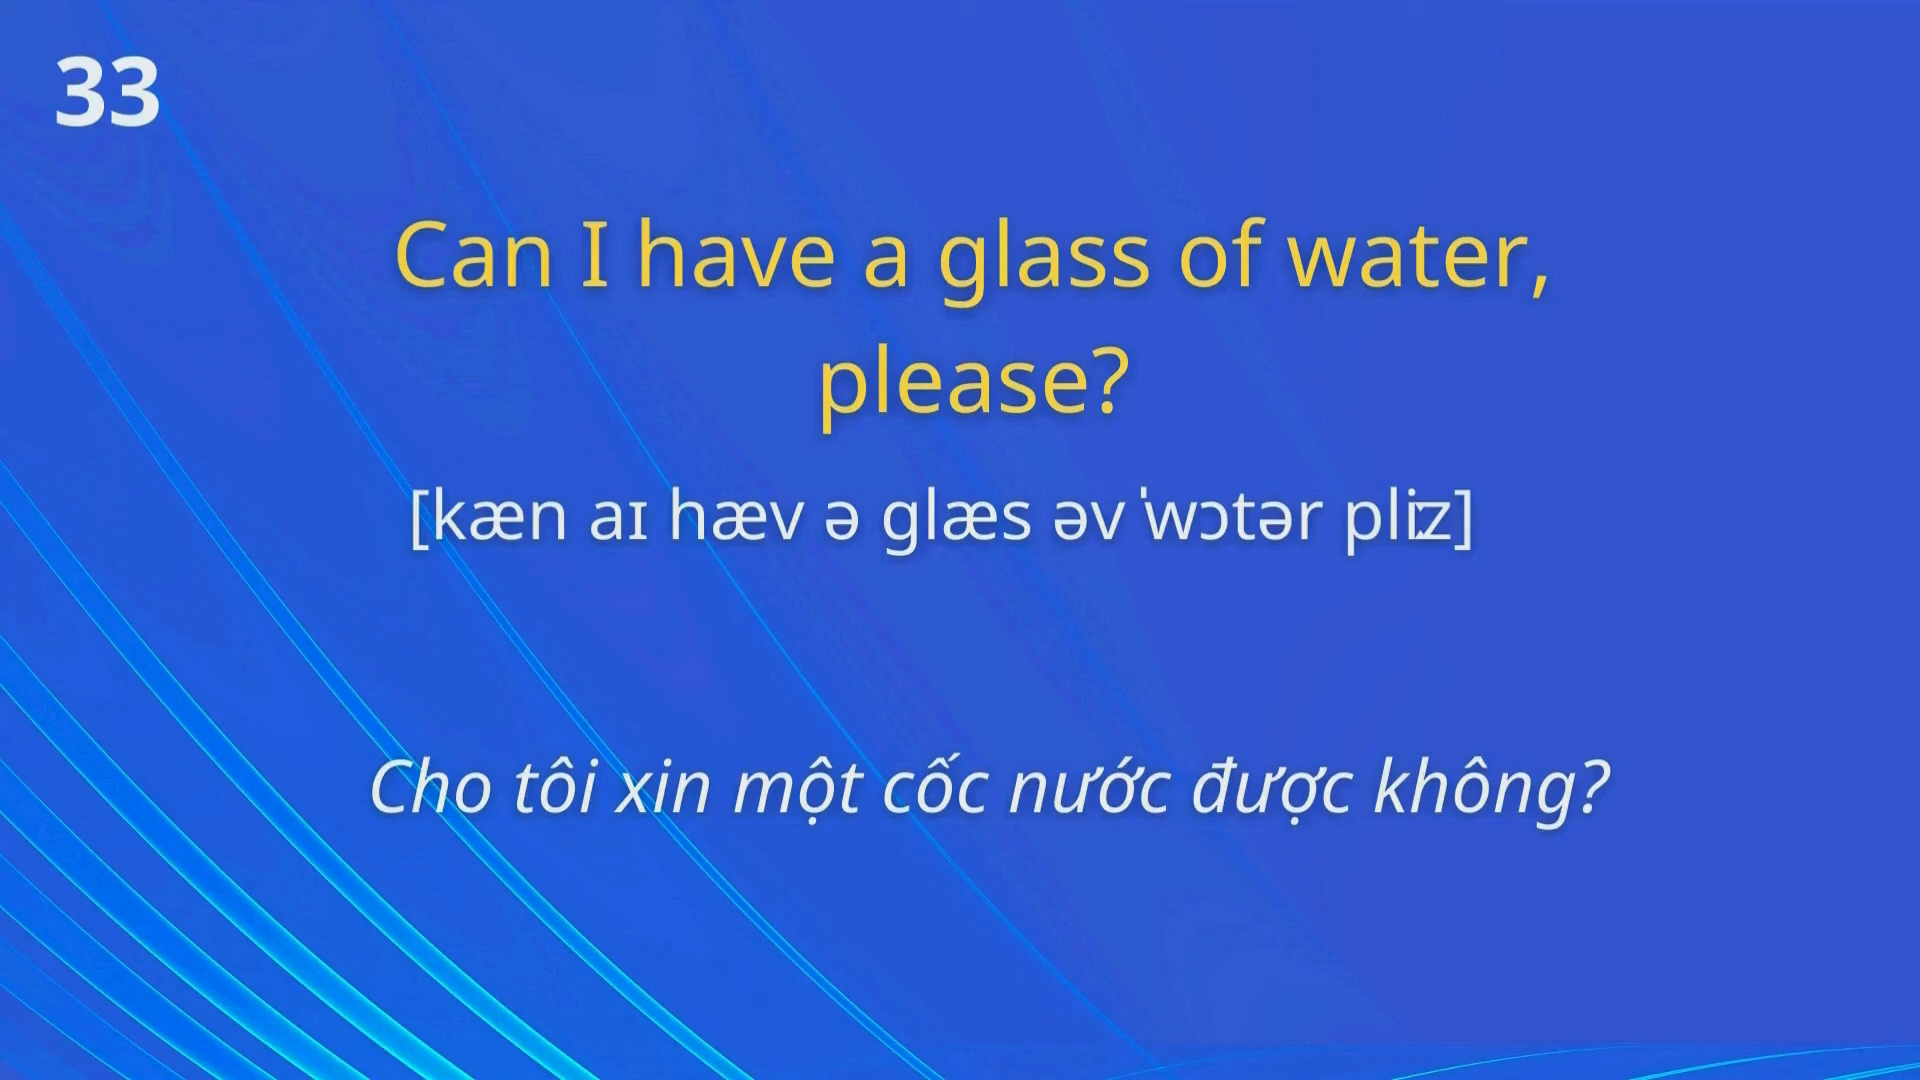 33
Can I have a glass of water,
please?
[kæn aɪ hæv ə glæs əv ˈwɔtər pliːz]
Cho tôi xin một cốc nước được không?